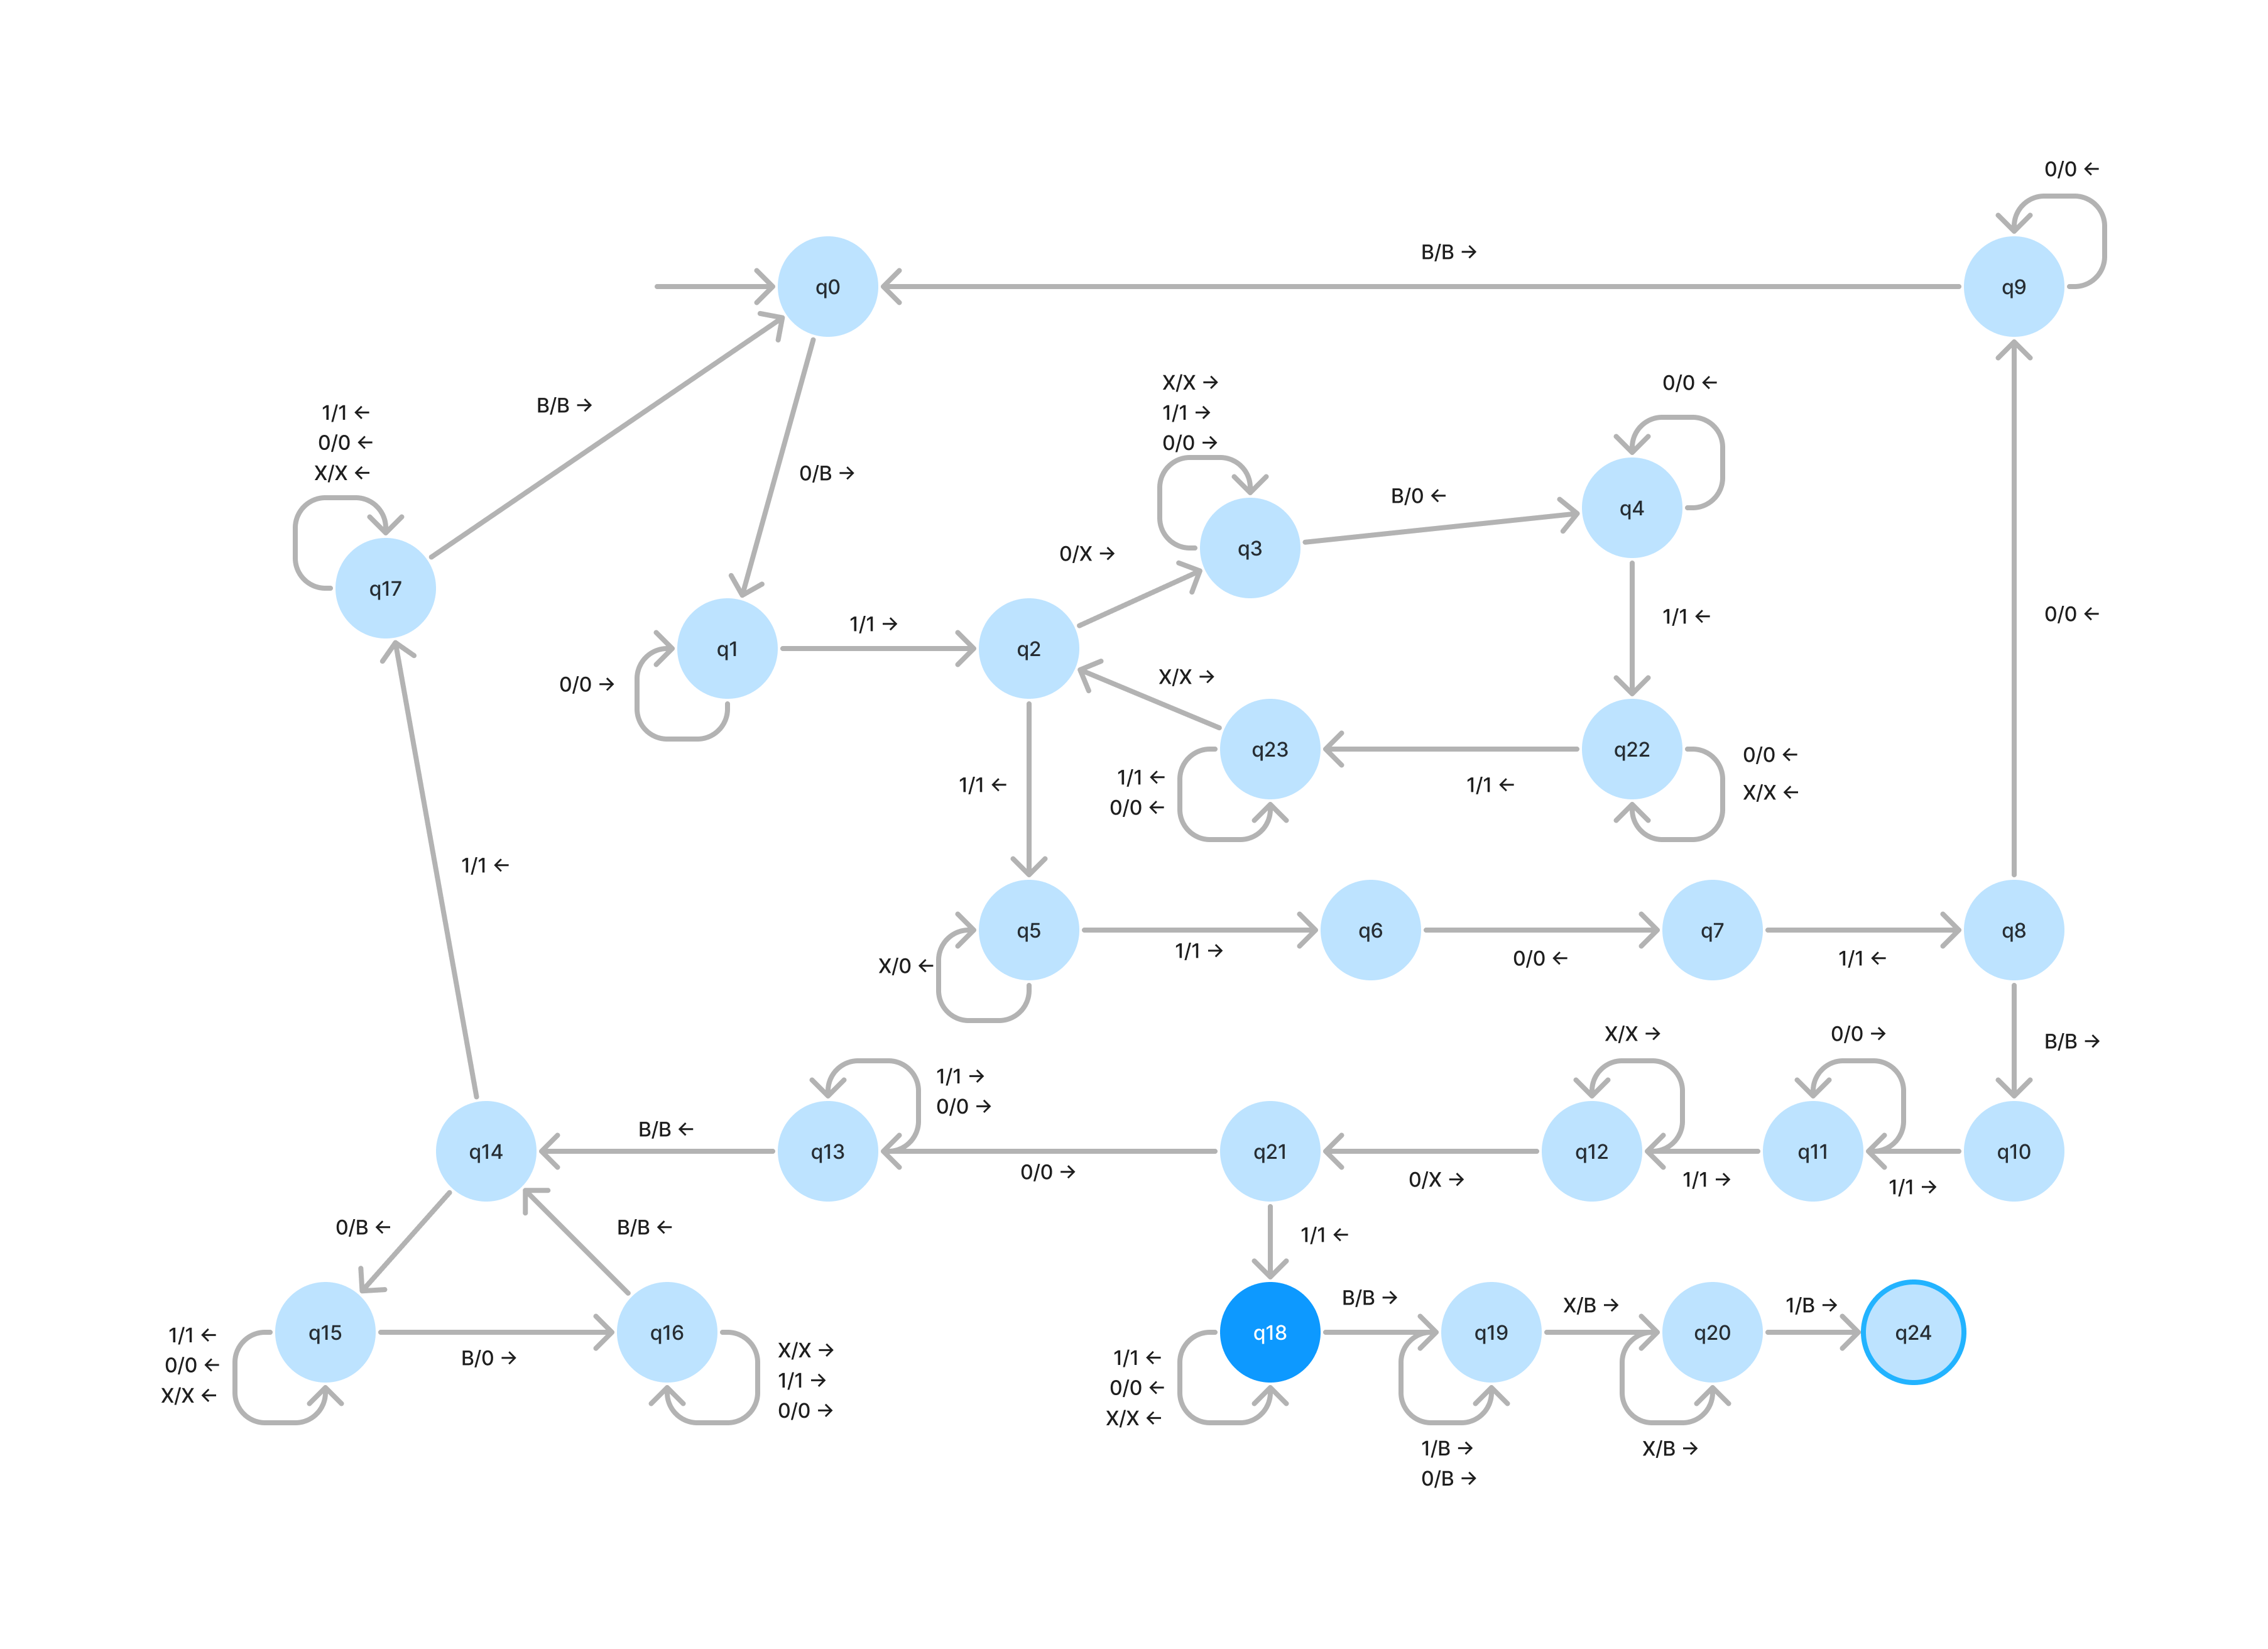 0/0 ←
B/B →
q0
q9
X/X →
1/1 →
0/0 →
0/0 ←
1/1 ←
0/0 ←
X/X ←
B/B →
0/B →
B/0 ←
q4
0/X →
q3
q17
1/1 ←
0/0 ←
1/1 →
q1
q2
X/X →
0/0 →
q23
q22
0/0 ←
X/X ←
1/1 ←
1/1 ←
0/0 ←
1/1 ←
1/1 ←
q5
q6
q7
q8
X/0 ←
1/1 →
0/0 ←
1/1 ←
X/X →
0/0 →
B/B →
1/1 →
0/0 →
B/B ←
q14
q13
q21
q12
q11
q10
0/0 →
0/X →
1/1 →
1/1 →
0/B ←
B/B ←
1/1 ←
B/B →
X/B →
1/B →
q15
q16
q18
q19
q20
q24
1/1 ←
0/0 ←
X/X ←
B/0 →
X/X →
1/1 →
0/0 →
1/1 ←
0/0 ←
X/X ←
1/B →
0/B →
X/B →